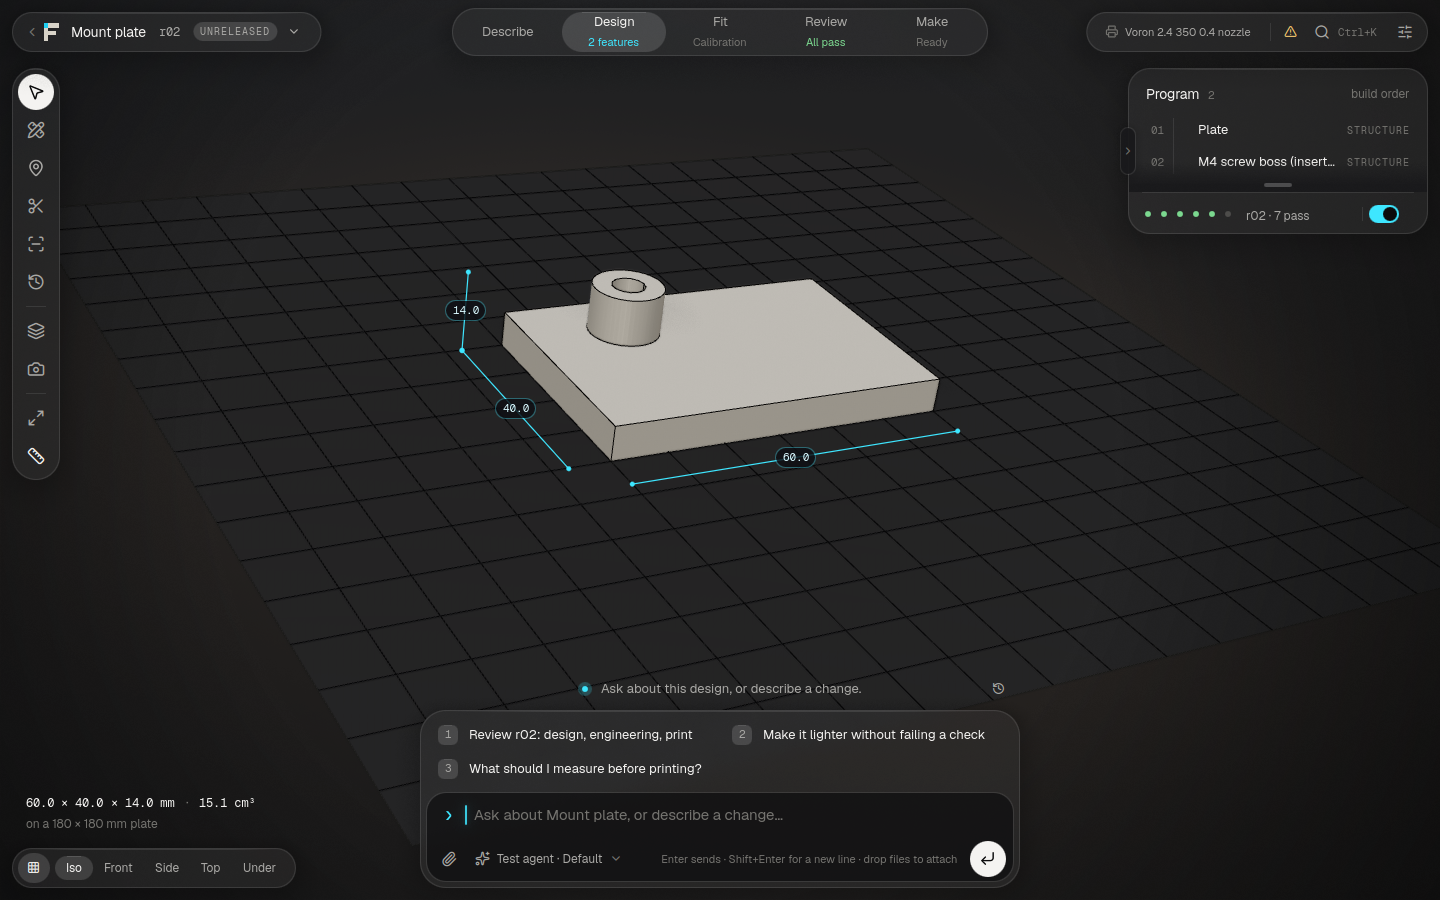 Mount plate r02 UNRELEASED
Describe
Design
2 features
Fit
Calibration
Review
All pass
Make
Ready
Voron 2.4 350 0.4 nozzle
Ctrl+K
Program 2 build order
01 Plate STRUCTURE
02 M4 screw boss (insert... STRUCTURE
r02 · 7 pass
14.0
40.0
60.0
Ask about this design, or describe a change.
1 Review r02: design, engineering, print
2 Make it lighter without failing a check
3 What should I measure before printing?
Ask about Mount plate, or describe a change...
Test agent · Default
Enter sends · Shift+Enter for a new line · drop files to attach
60.0 × 40.0 × 14.0 mm · 15.1 cm³
on a 180 × 180 mm plate
Iso Front Side Top Under